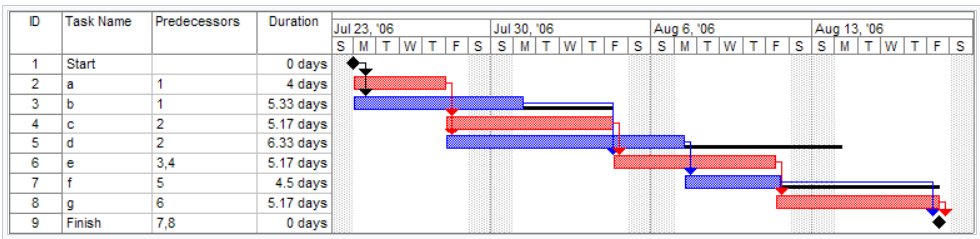 ID Task Name Predecessors Duration
Jul 23, '06 Jul 30, '06 Aug 6, '06 Aug 13, '06
S M T W T F S S M T W T F S S M T W T F S S M T W T F S
1 Start 0 days
2 a 1 4 days
3 b 1 5.33 days
4 c 2 5.17 days
5 d 2 6.33 days
6 e 3,4 5.17 days
7 f 5 4.5 days
8 g 6 5.17 days
9 Finish 7,8 0 days